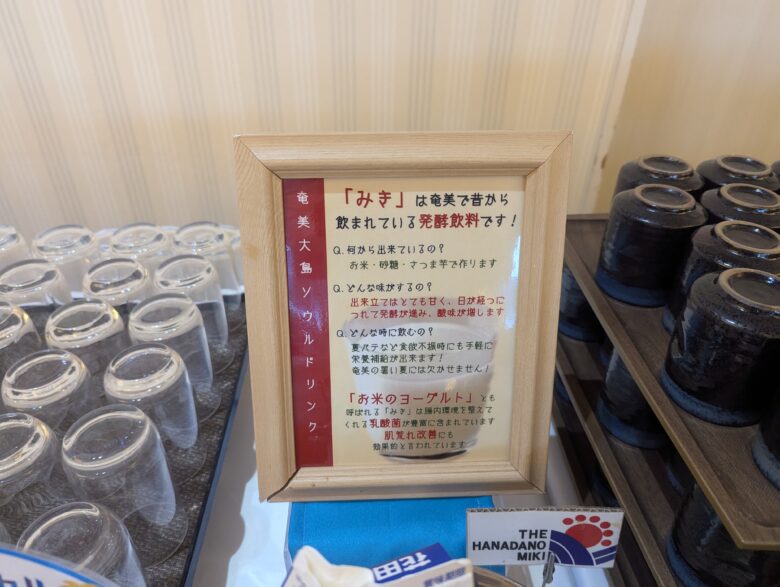 奄美大島ソウルドリンク
「みき」は奄美で昔から
飲まれている発酵飲料です！
Q.何から出来ているの？
お米・砂糖・さつま芋で作ります
Q.どんな味がするの？
出来立てはとても甘く、日が経つに
つれて発酵が進み、酸味が増します
Q.どんな時に飲むの？
夏バテなど食欲不振時にも手軽に
栄養補給が出来ます！
奄美の暑い夏には欠かせません！
「お米のヨーグルト」とも
呼ばれる「みき」は腸内環境を整えて
くれる乳酸菌が豊富に含まれています
肌荒れ改善にも
効果的と言われています
THE
HANADANO
MIKI
花田
賞味期限